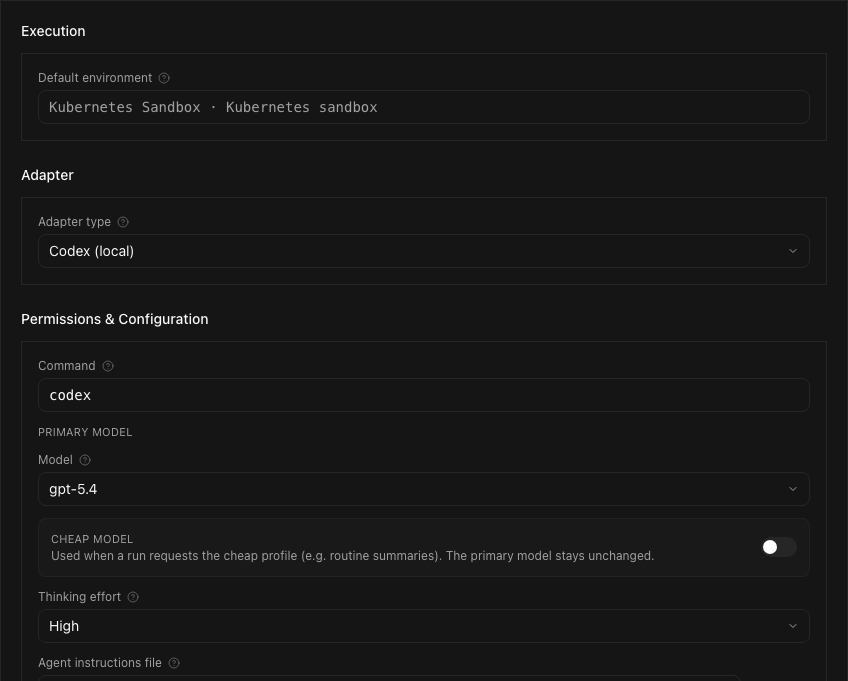 Execution
Default environment
Kubernetes Sandbox · Kubernetes sandbox
Adapter
Adapter type
Codex (local)
Permissions & Configuration
Command
codex
PRIMARY MODEL
Model
gpt-5.4
CHEAP MODEL
Used when a run requests the cheap profile (e.g. routine summaries). The primary model stays unchanged.
Thinking effort
High
Agent instructions file